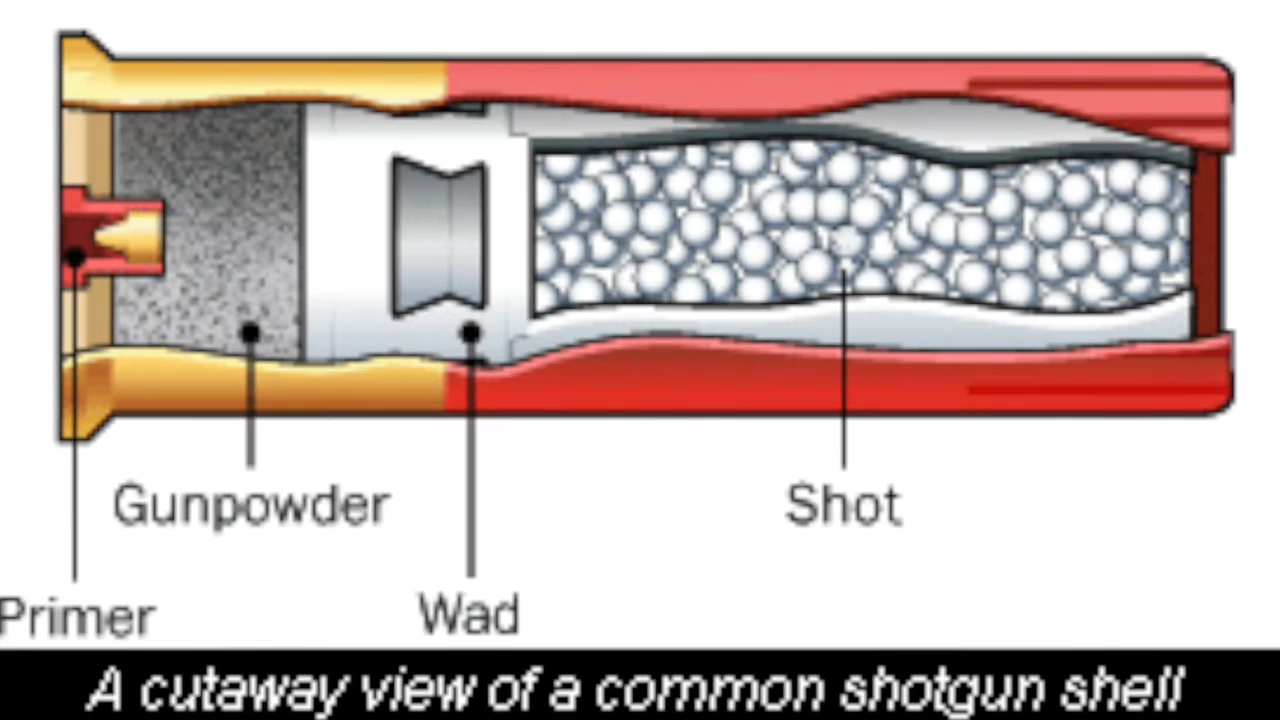 Gunpowder
Shot
Primer
Wad
A cutaway view of a common shotgun shell